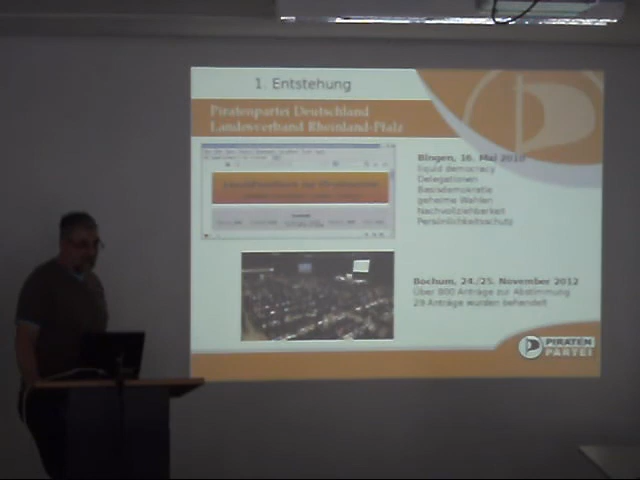 1. Entstehung
Piratenpartei Deutschland
Landesverband Rheinland-Pfalz
Bingen, 16. Mai 2010
liquid democracy
Delegationen
Basisdemokratie
geheime Wahlen
Nachvollziehbarkeit
Persönlichkeitsschutz
Bochum, 24./25. November 2012
Über 800 Anträge zur Abstimmung
29 Anträge wurden behandelt
PIRATEN
PARTEI